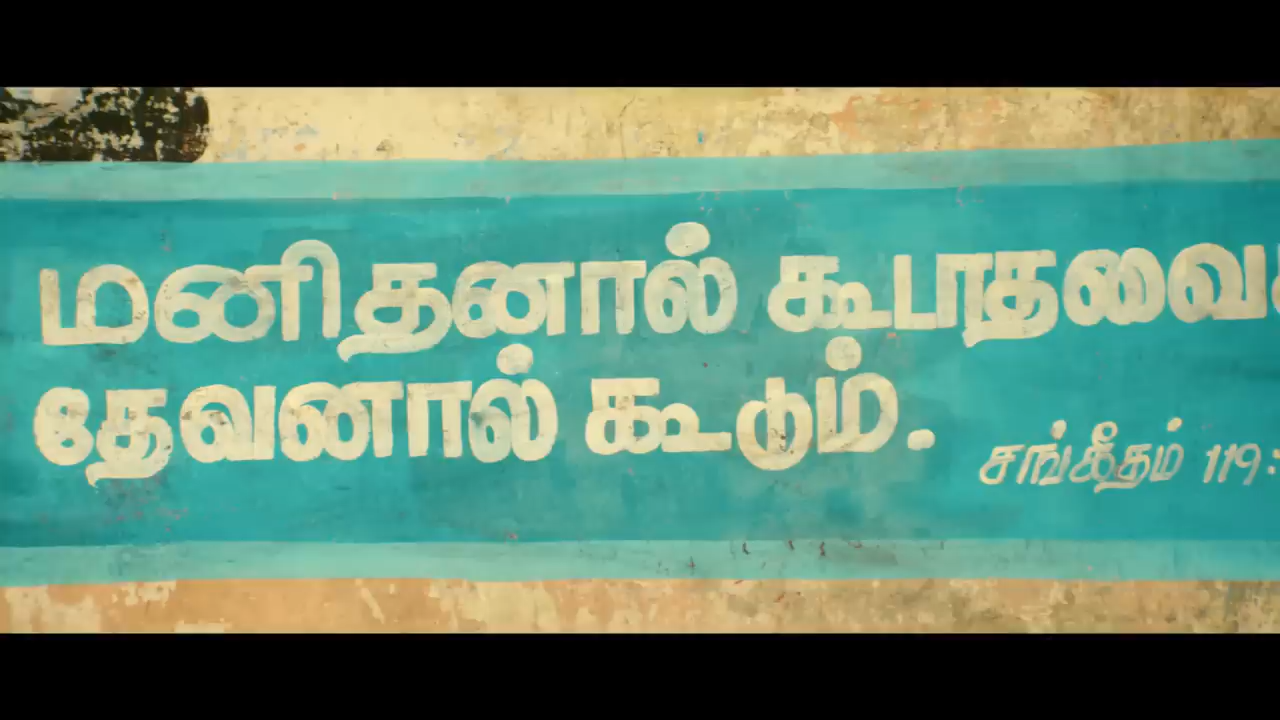 மனிதனால் கூடாதவை
தேவனால் கூடும்.
சங்கீதம் 119: